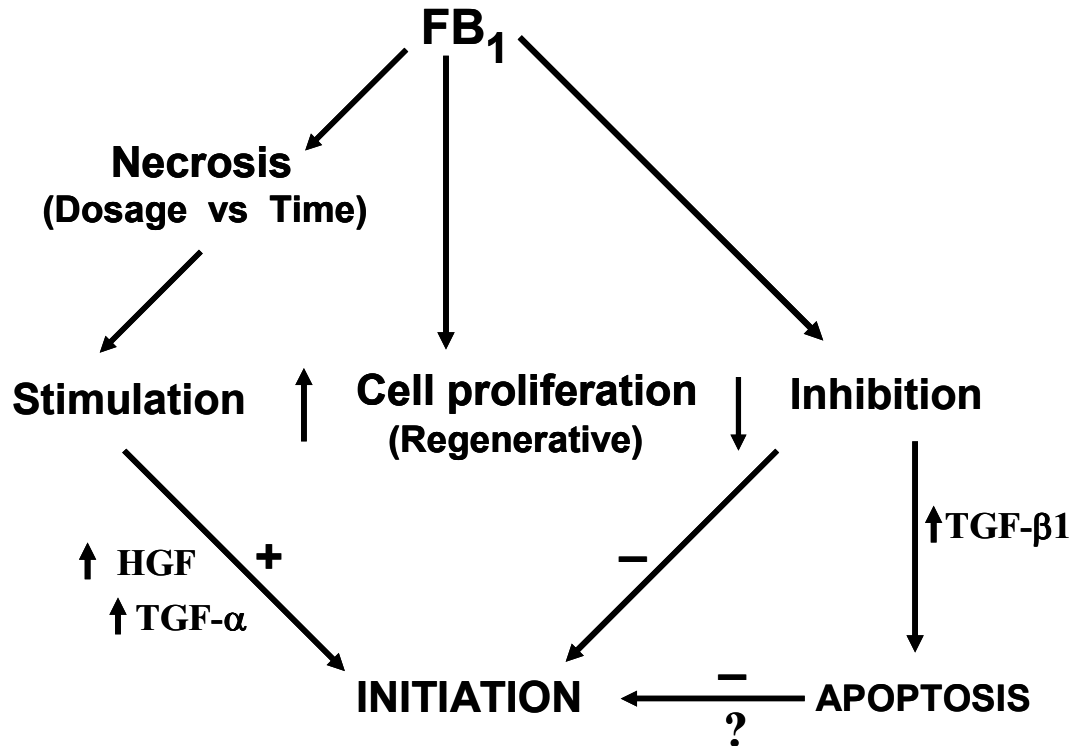 FB1
Necrosis
(Dosage vs Time)
Stimulation
Cell proliferation
(Regenerative)
Inhibition
HGF
+
TGF-α
–
TGF-β1
INITIATION
–
?
APOPTOSIS